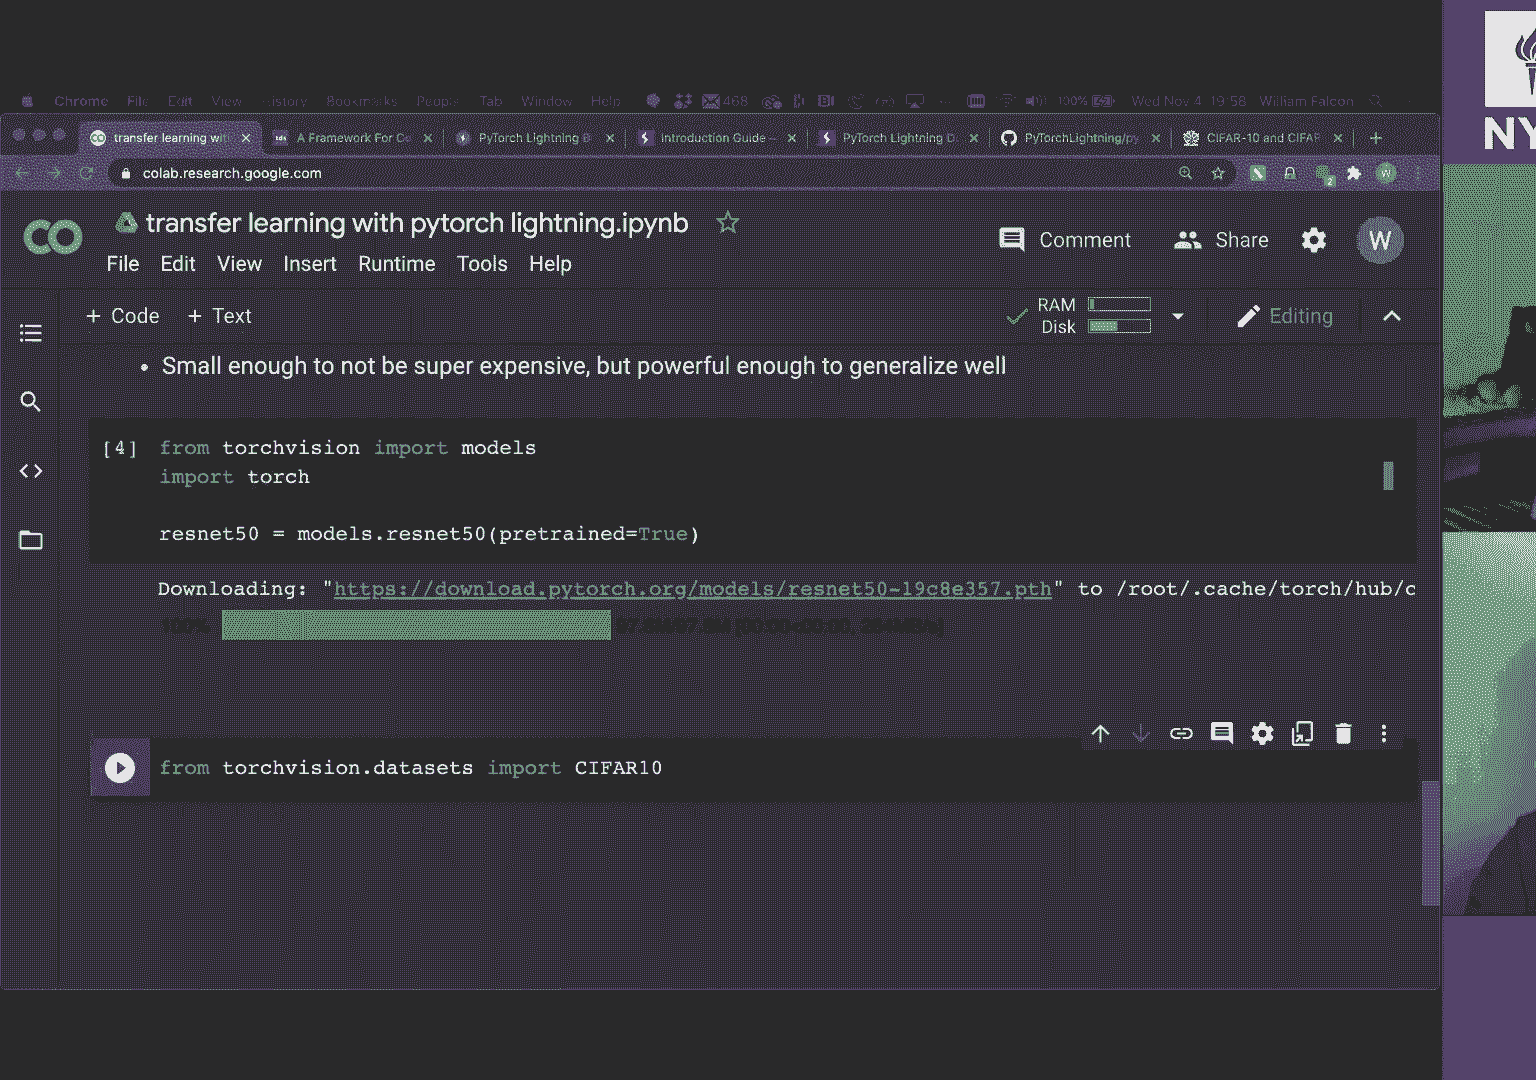 Chrome File Edit View History Bookmarks People Tab Window Help 468 100% Wed Nov 4 19:58 William Falcon
transfer learning wit A Framework For Co PyTorch Lightning B Introduction Guide — PyTorch Lightning D PyTorchLightning/py CIFAR-10 and CIFAR
colab.research.google.com
2 W
NY
CO transfer learning with pytorch lightning.ipynb
Comment Share W
File Edit View Insert Runtime Tools Help
+ Code + Text
RAM
Disk
Editing
• Small enough to not be super expensive, but powerful enough to generalize well
[4] from torchvision import models
import torch
resnet50 = models.resnet50(pretrained=True)
Downloading: "https://download.pytorch.org/models/resnet50-19c8e357.pth" to /root/.cache/torch/hub/c
100%
from torchvision.datasets import CIFAR10